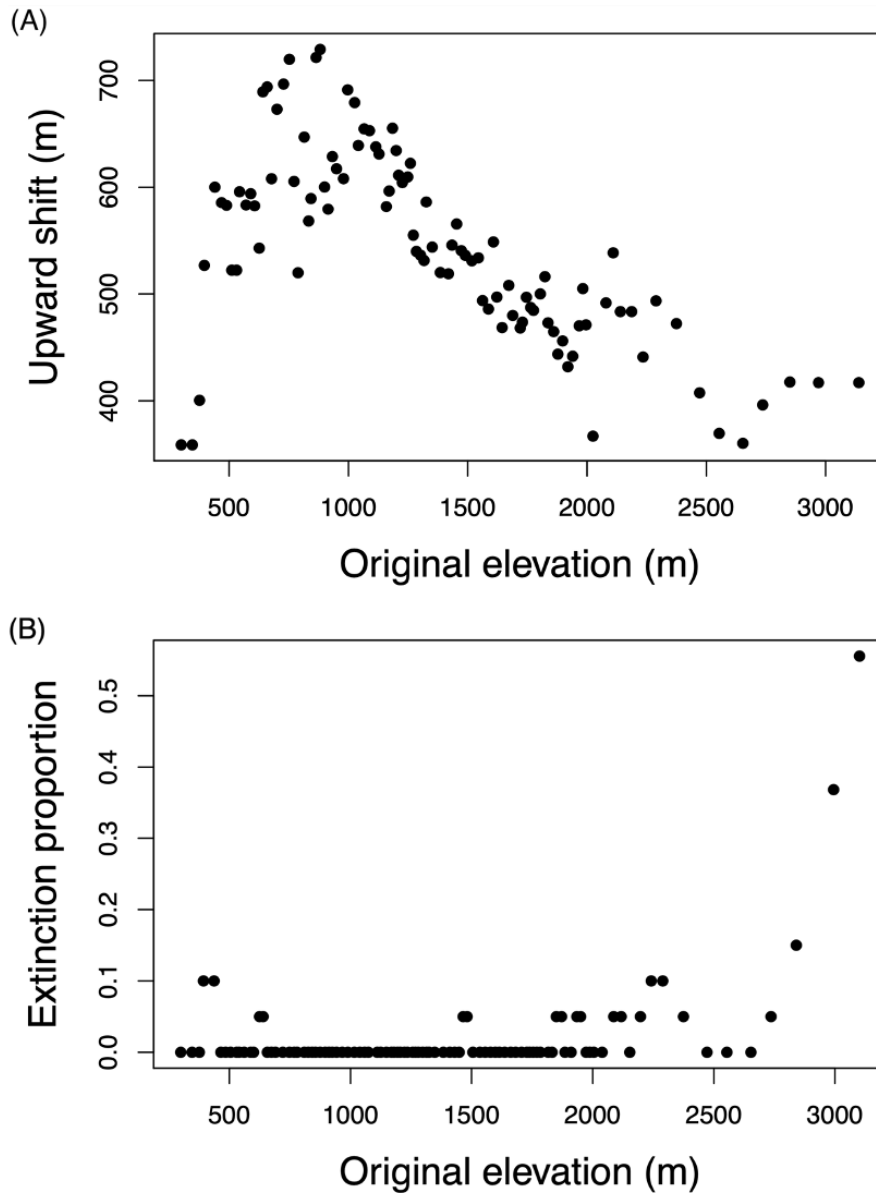 (A)
Upward shift (m)
700
600
500
400
500 1000 1500 2000 2500 3000
Original elevation (m)
(B)
Extinction proportion
0.5
0.4
0.3
0.2
0.1
0.0
500 1000 1500 2000 2500 3000
Original elevation (m)